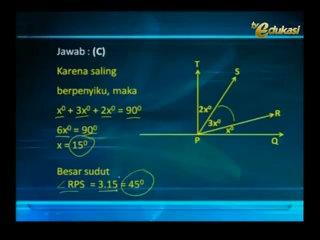 tv edukasi
Jawab : (C)
Karena saling
berpenyiku, maka
x⁰ + 3x⁰ + 2x⁰ = 90⁰
6x⁰ = 90⁰
x = 15⁰
Besar sudut
∠RPS = 3.15 = 45⁰
T
S
2x⁰
R
3x⁰
x⁰
P
Q